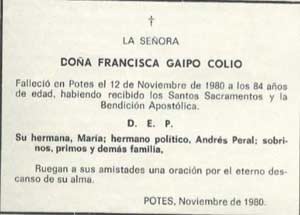 †
LA SEÑORA
DOÑA FRANCISCA GAIPO COLIO
Falleció en Potes el 12 de Noviembre de 1980 a los 84 años
de edad, habiendo recibido los Santos Sacramentos y la
Bendición Apostólica.
D. E. P.
Su hermana, María; hermano político, Andrés Peral; sobri-
nos, primos y demás familia,
Ruegan a sus amistades una oración por el eterno des-
canso de su alma.
POTES, Noviembre de 1980.